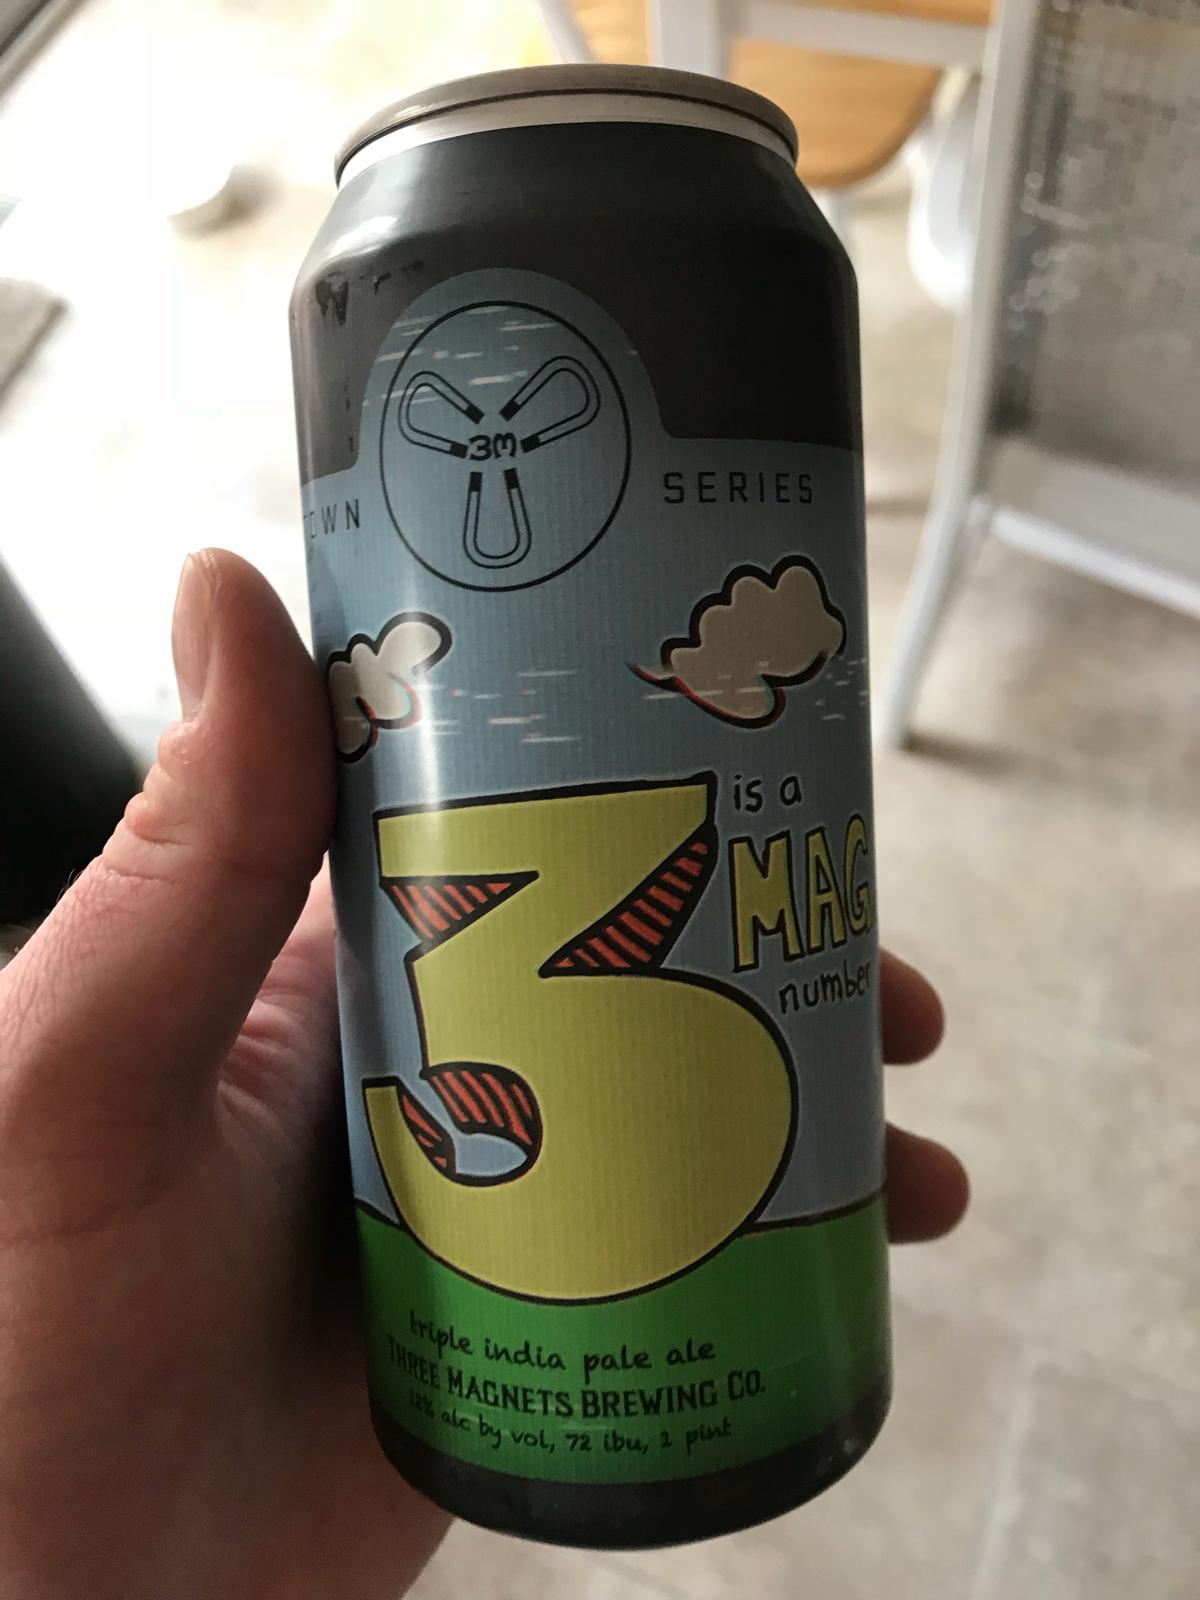 3M
SERIES
3 is a
MAG
number
triple india pale ale
THREE MAGNETS BREWING CO.
12% alc by vol, 72 ibu, 1 pint